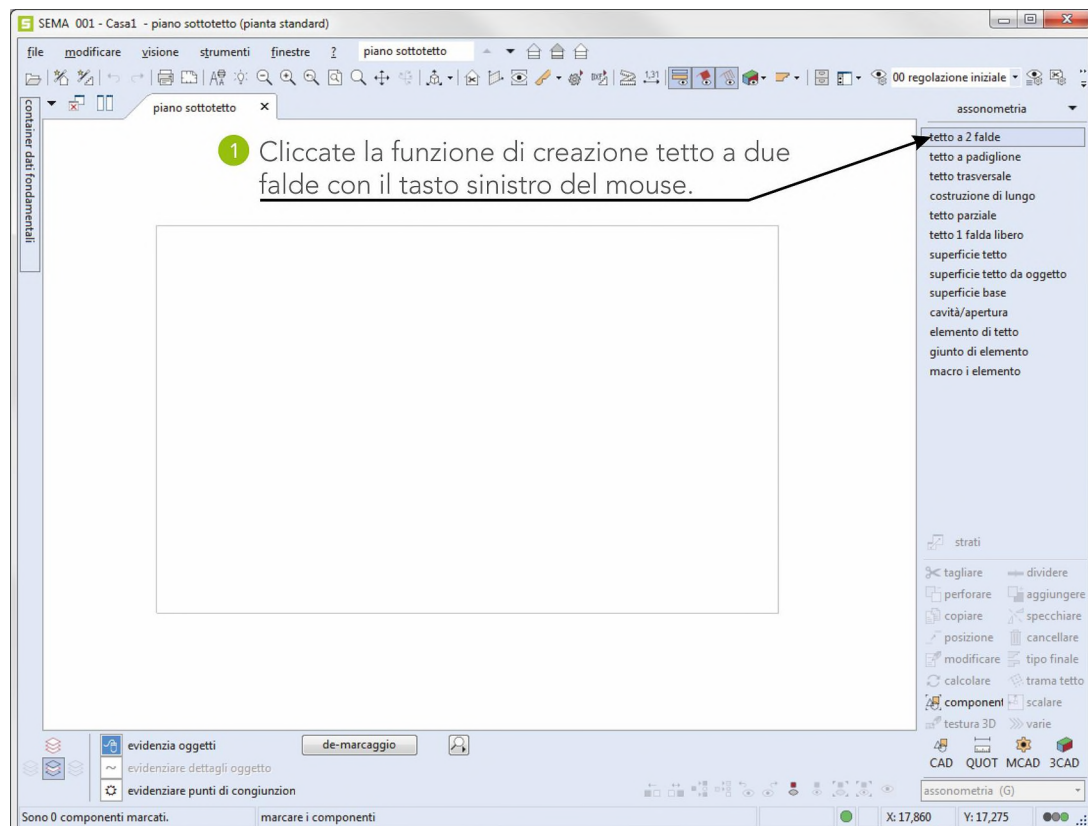 SEMA 001 - Casa1 - piano sottotetto (pianta standard)
file modificare visione strumenti finestre ? piano sottotetto
00 regolazione iniziale
container dati fondamentali
piano sottotetto
assonometria
1 Cliccate la funzione di creazione tetto a due
falde con il tasto sinistro del mouse.
tetto a 2 falde
tetto a padiglione
tetto trasversale
costruzione di lungo
tetto parziale
tetto 1 falda libero
superficie tetto
superficie tetto da oggetto
superficie base
cavità/apertura
elemento di tetto
giunto di elemento
macro i elemento
strati
tagliare dividere
perforare aggiungere
copiare specchiare
posizione cancellare
modificare tipo finale
calcolare trama tetto
component scalare
testura 3D varie
CAD QUOT MCAD 3CAD
assonometria (G)
evidenzia oggetti de-marcaggio
evidenziare dettagli oggetto
evidenziare punti di congiunzion
Sono 0 componenti marcati. marcare i componenti X: 17,860 Y: 17,275